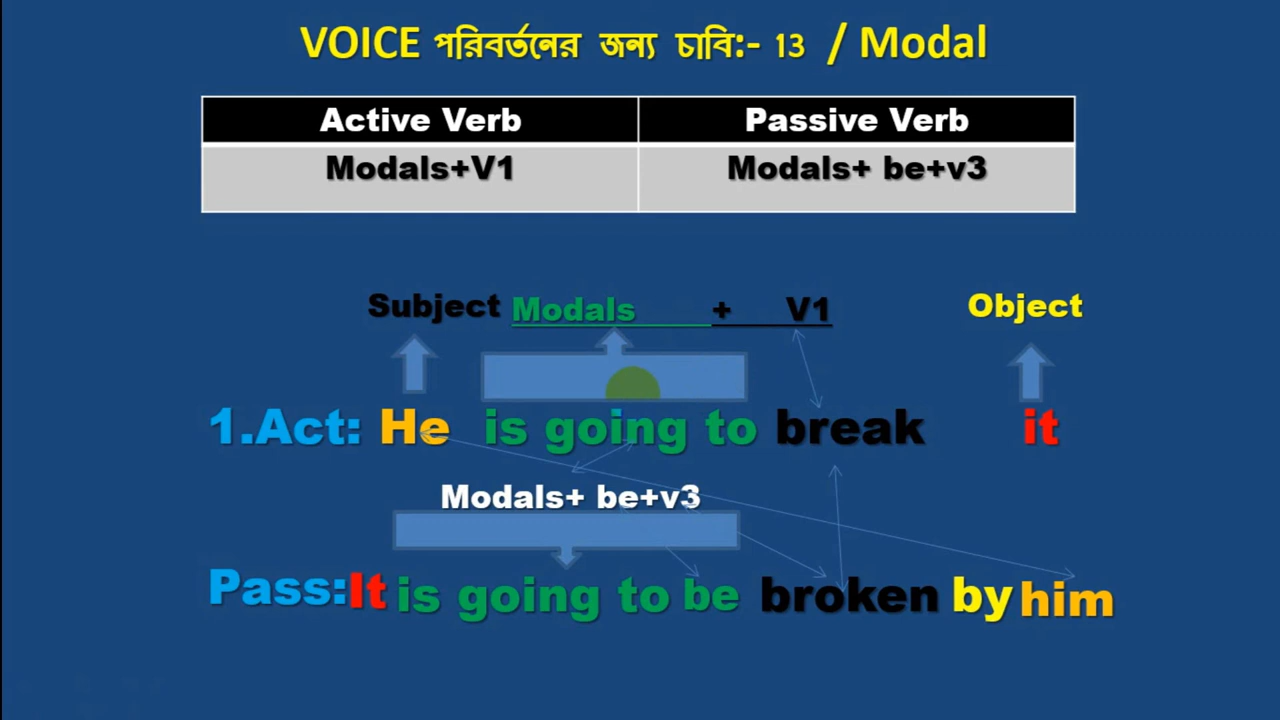 VOICE পরিবর্তনের জন্য চাবি:- 13 / Modal
Active Verb Passive Verb
Modals+V1 Modals+ be+v3
Subject Modals + V1 Object
1.Act: He is going to break it
Modals+ be+v3
Pass:It is going to be broken by him